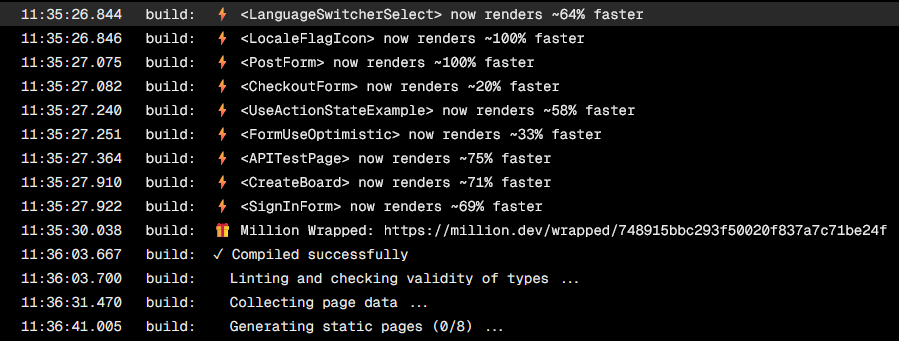 11:35:26.844 build: ⚡ <LanguageSwitcherSelect> now renders ~64% faster
11:35:26.846 build: ⚡ <LocaleFlagIcon> now renders ~100% faster
11:35:27.075 build: ⚡ <PostForm> now renders ~100% faster
11:35:27.082 build: ⚡ <CheckoutForm> now renders ~20% faster
11:35:27.240 build: ⚡ <UseActionStateExample> now renders ~58% faster
11:35:27.251 build: ⚡ <FormUseOptimistic> now renders ~33% faster
11:35:27.364 build: ⚡ <APITestPage> now renders ~75% faster
11:35:27.910 build: ⚡ <CreateBoard> now renders ~71% faster
11:35:27.922 build: ⚡ <SignInForm> now renders ~69% faster
11:35:30.038 build: 🎁 Million Wrapped: https://million.dev/wrapped/748915bbc293f50020f837a7c71be24f
11:36:03.667 build: ✓ Compiled successfully
11:36:03.700 build: Linting and checking validity of types ...
11:36:31.470 build: Collecting page data ...
11:36:41.005 build: Generating static pages (0/8) ...